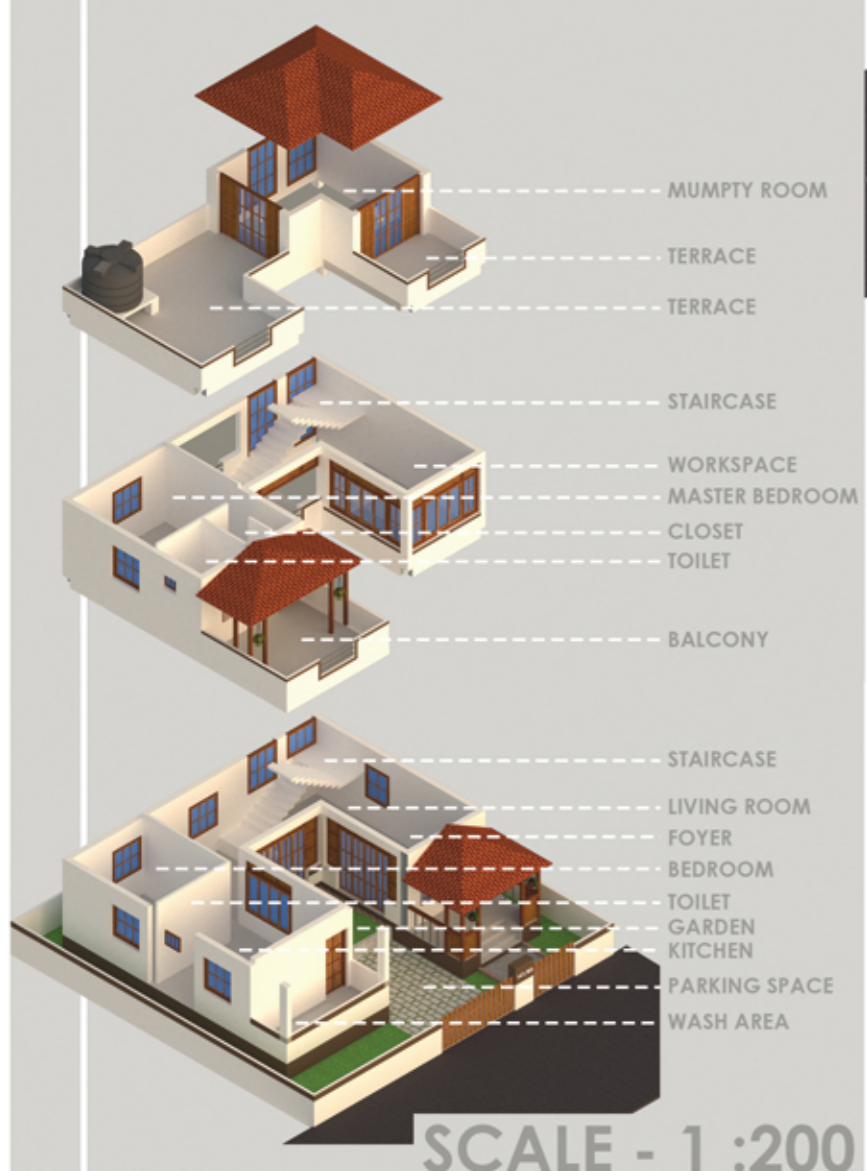 MUMPTY ROOM
TERRACE
TERRACE
STAIRCASE
WORKSPACE
MASTER BEDROOM
CLOSET
TOILET
BALCONY
STAIRCASE
LIVING ROOM
FOYER
BEDROOM
TOILET
GARDEN
KITCHEN
PARKING SPACE
WASH AREA
SCALE - 1 :200